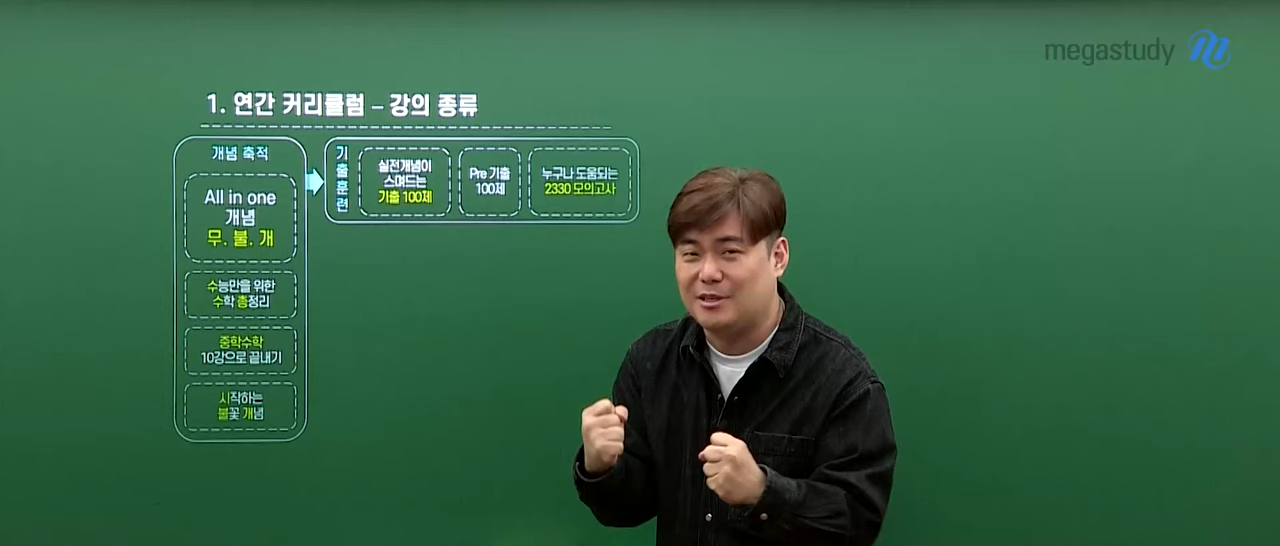 megastudy
1. 연간 커리큘럼 – 강의 종류
개념 축적
All in one
개념
무. 불. 개
수능만을 위한
수학 총정리
중학수학
10강으로 끝내기
시작하는
불꽃 개념
기
출
훈
련
실전개념이
스며드는
기출 100제
Pre 기출
100제
누구나 도움되는
2330 모의고사